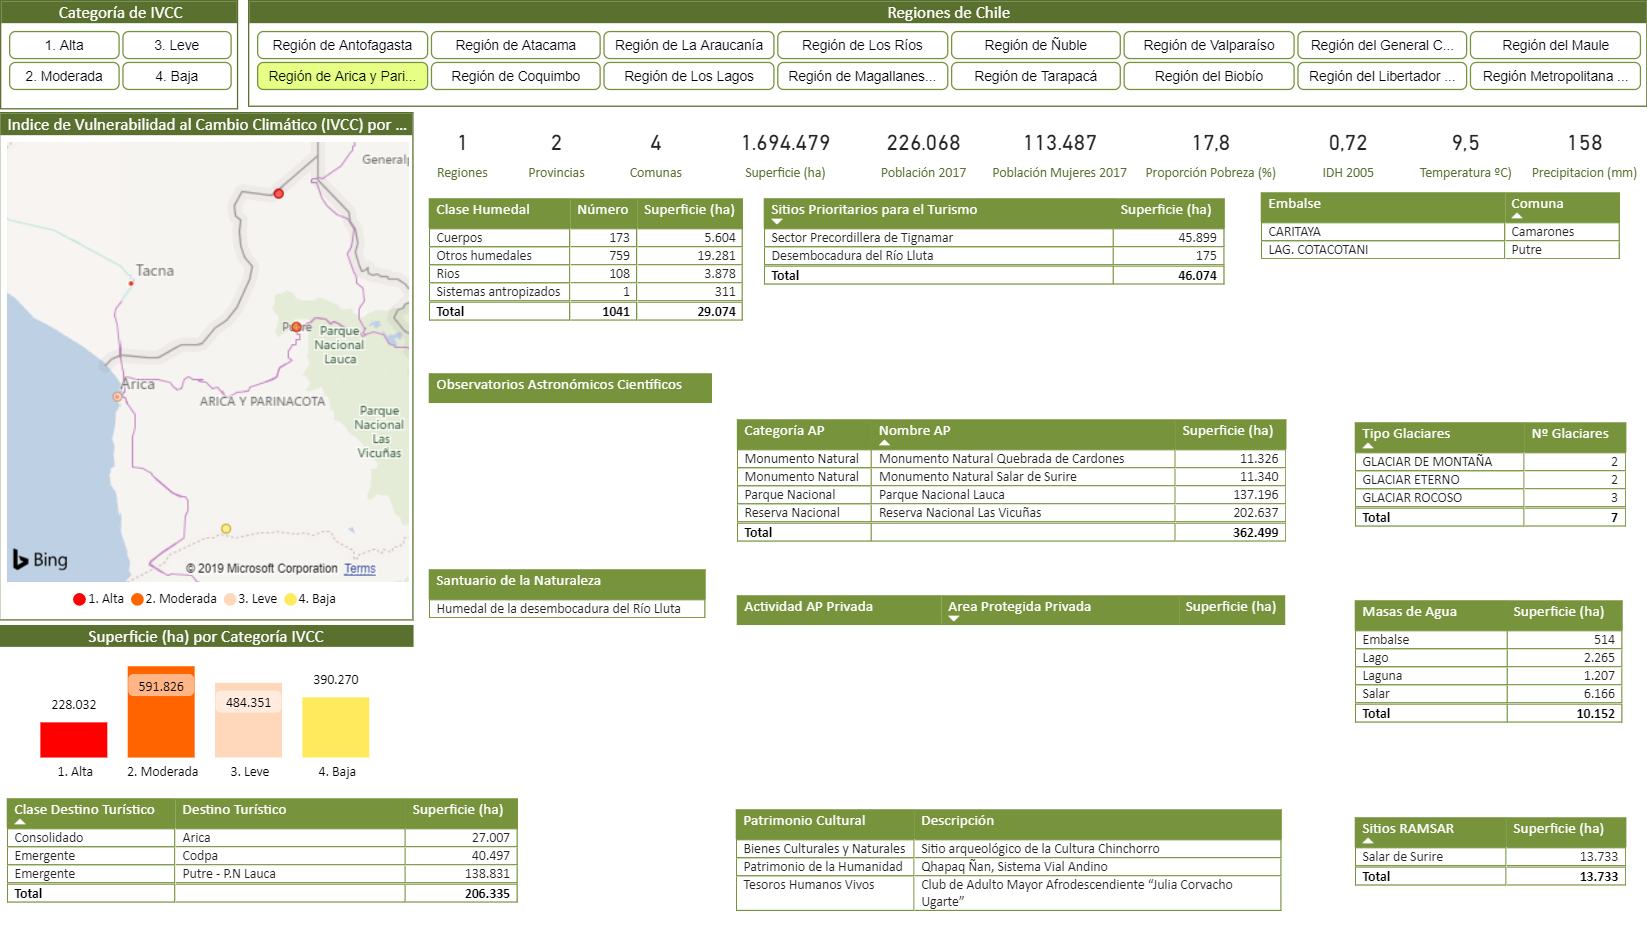 Categoría de IVCC
1. Alta
3. Leve
2. Moderada
4. Baja
Regiones de Chile
Región de Antofagasta
Región de Atacama
Región de La Araucanía
Región de Los Ríos
Región de Ñuble
Región de Valparaíso
Región del General C...
Región del Maule
Región de Arica y Pari...
Región de Coquimbo
Región de Los Lagos
Región de Magallanes...
Región de Tarapacá
Región del Biobío
Región del Libertador ...
Región Metropolitana ...
Indice de Vulnerabilidad al Cambio Climático (IVCC) por ...
General
Tacna
Putre
Parque
Nacional
Lauca
Arica
ARICA Y PARINACOTA
Parque
Nacional
Las
Vicuñas
Bing
© 2019 Microsoft Corporation Terms
1. Alta 2. Moderada 3. Leve 4. Baja
1 2 4 1.694.479 226.068 113.487 17,8 0,72 9,5 158
Regiones Provincias Comunas Superficie (ha) Población 2017 Población Mujeres 2017 Proporción Pobreza (%) IDH 2005 Temperatura ºC) Precipitacion (mm)
Clase Humedal Número Superficie (ha)
Cuerpos 173 5.604
Otros humedales 759 19.281
Rios 108 3.878
Sistemas antropizados 1 311
Total 1041 29.074
Sitios Prioritarios para el Turismo Superficie (ha)
Sector Precordillera de Tignamar 45.899
Desembocadura del Río Lluta 175
Total 46.074
Embalse Comuna
CARITAYA Camarones
LAG. COTACOTANI Putre
Observatorios Astronómicos Científicos
Categoría AP Nombre AP Superficie (ha)
Monumento Natural Monumento Natural Quebrada de Cardones 11.326
Monumento Natural Monumento Natural Salar de Surire 11.340
Parque Nacional Parque Nacional Lauca 137.196
Reserva Nacional Reserva Nacional Las Vicuñas 202.637
Total 362.499
Tipo Glaciares Nº Glaciares
GLACIAR DE MONTAÑA 2
GLACIAR ETERNO 2
GLACIAR ROCOSO 3
Total 7
Santuario de la Naturaleza
Humedal de la desembocadura del Río Lluta
Actividad AP Privada Area Protegida Privada Superficie (ha)
Masas de Agua Superficie (ha)
Embalse 514
Lago 2.265
Laguna 1.207
Salar 6.166
Total 10.152
Superficie (ha) por Categoría IVCC
228.032
591.826
484.351
390.270
1. Alta 2. Moderada 3. Leve 4. Baja
Clase Destino Turístico Destino Turístico Superficie (ha)
Consolidado Arica 27.007
Emergente Codpa 40.497
Emergente Putre - P.N Lauca 138.831
Total 206.335
Patrimonio Cultural Descripción
Bienes Culturales y Naturales Sitio arqueológico de la Cultura Chinchorro
Patrimonio de la Humanidad Qhapaq Ñan, Sistema Vial Andino
Tesoros Humanos Vivos Club de Adulto Mayor Afrodescendiente “Julia Corvacho
Ugarte”
Sitios RAMSAR Superficie (ha)
Salar de Surire 13.733
Total 13.733